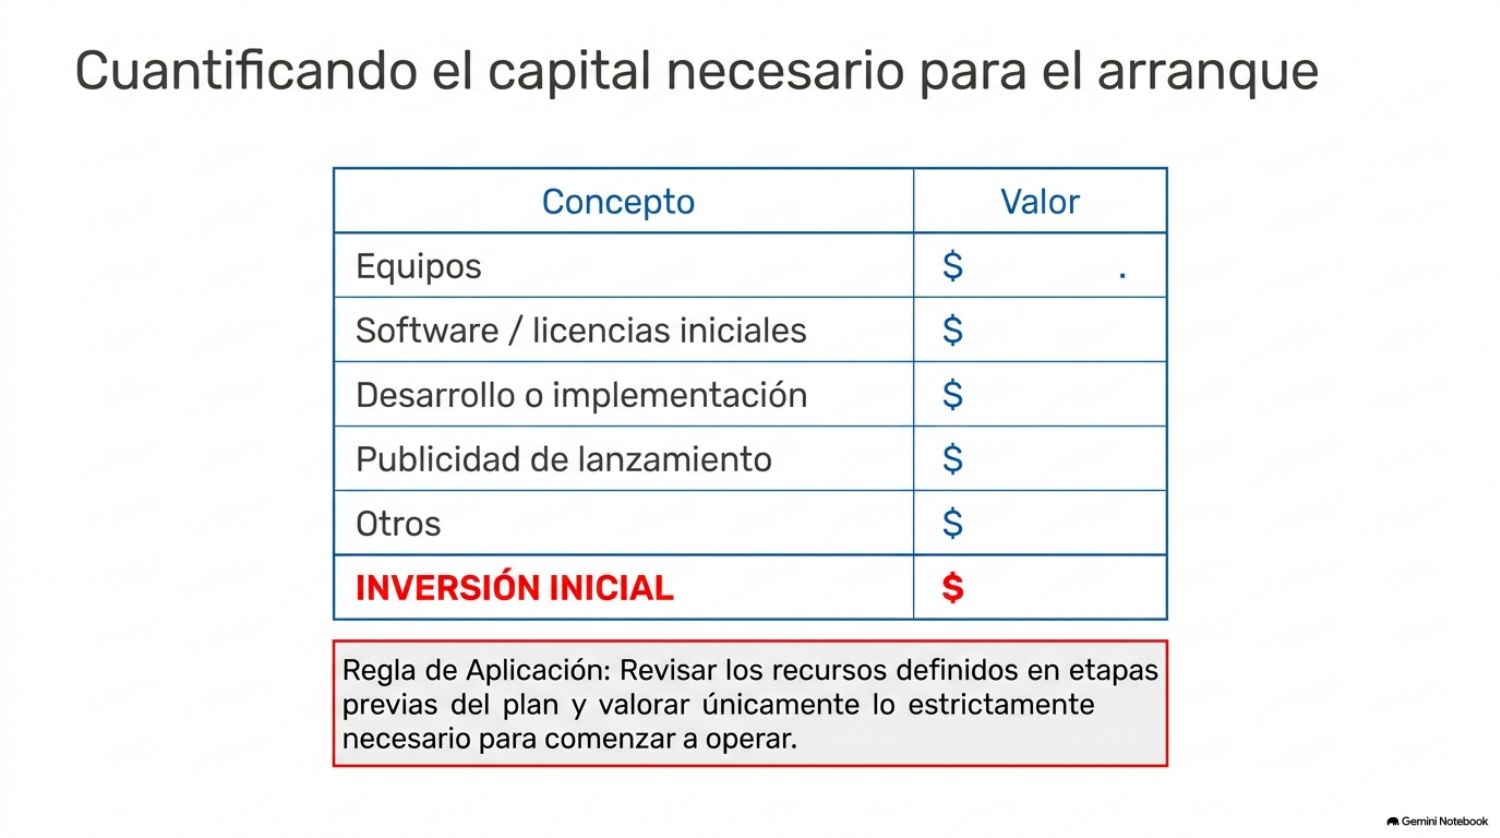 Cuantificando el capital necesario para el arranque
Concepto Valor
Equipos $ .
Software / licencias iniciales $
Desarrollo o implementación $
Publicidad de lanzamiento $
Otros $
INVERSIÓN INICIAL $
Regla de Aplicación: Revisar los recursos definidos en etapas
previas del plan y valorar únicamente lo estrictamente
necesario para comenzar a operar.
Gemini Notebook